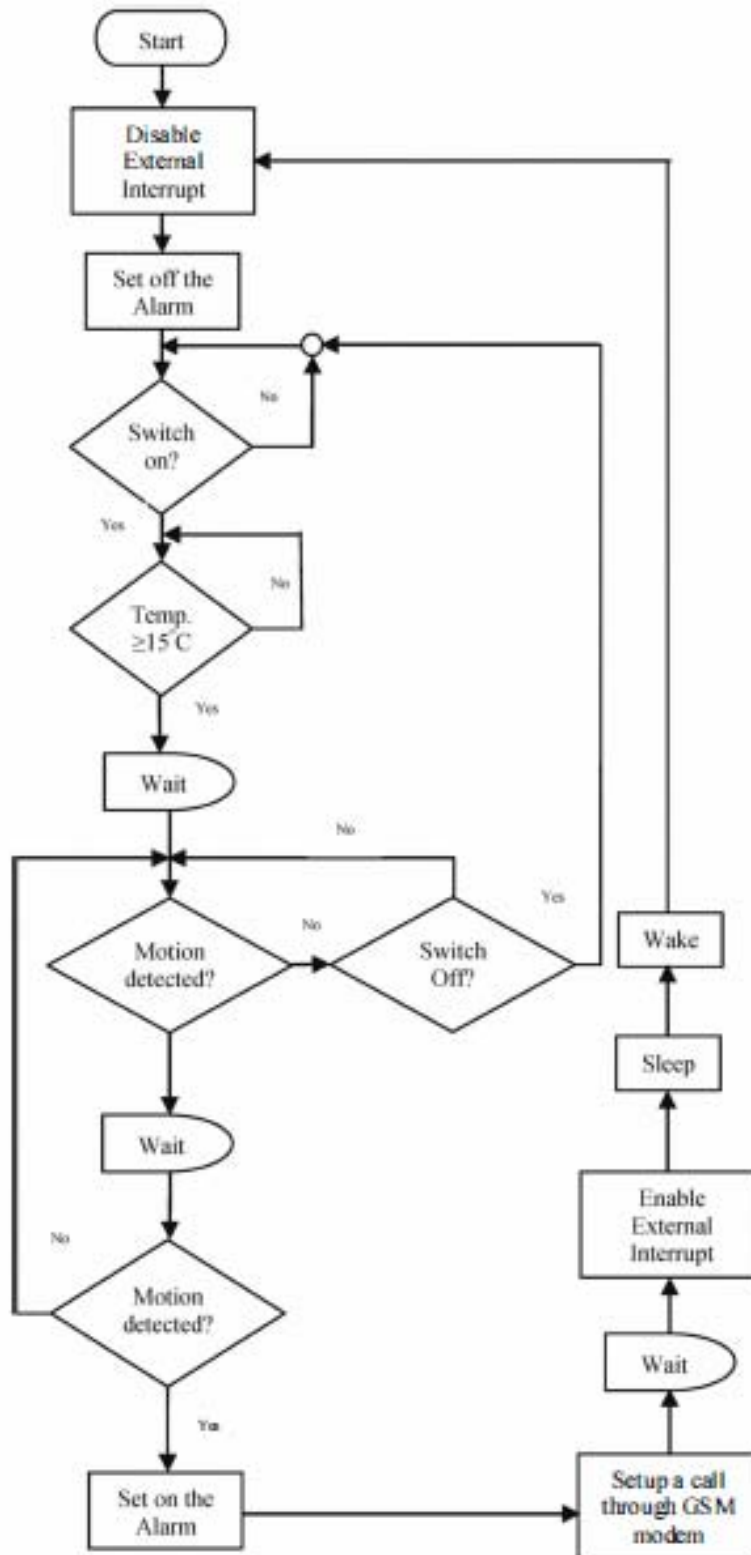 Start
Disable
External
Interrupt
Set off the
Alarm
No
Switch
on?
Yes
No
Temp.
≥15°C
Yes
Wait
No
Yes
Motion
detected?
No
Switch
Off?
Wake
Sleep
Wait
Enable
External
Interrupt
No
Motion
detected?
Wait
Yes
Set on the
Alarm
Setup a call
through GSM
modem